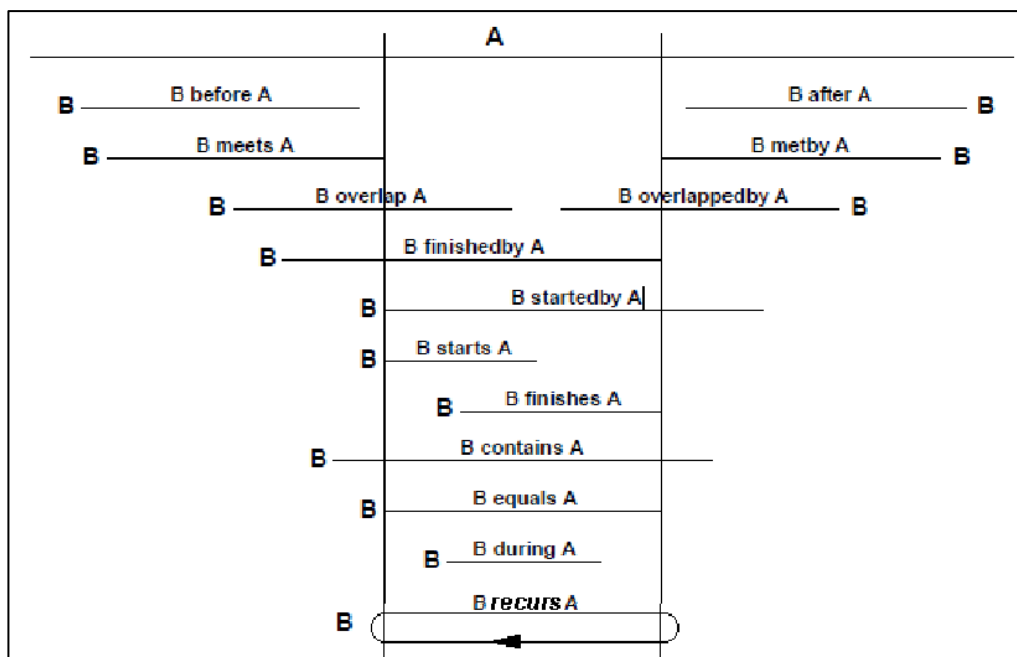 A
B B before A B after A B
B B meets A B metby A B
B B overlap A B overlappedby A B
B B finishedby A
B B startedby A
B B starts A
B B finishes A
B B contains A
B B equals A
B B during A
B B recurs A